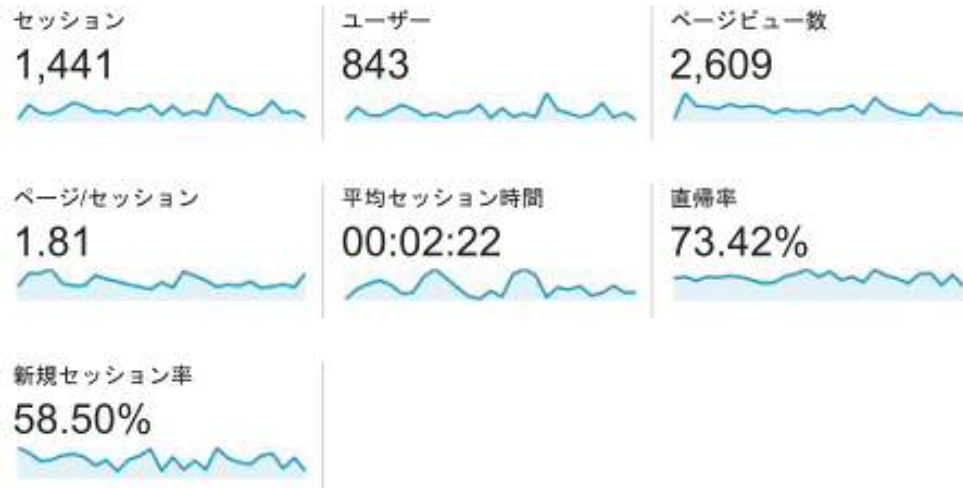 セッション
1,441
ユーザー
843
ページビュー数
2,609
ページ/セッション
1.81
平均セッション時間
00:02:22
直帰率
73.42%
新規セッション率
58.50%